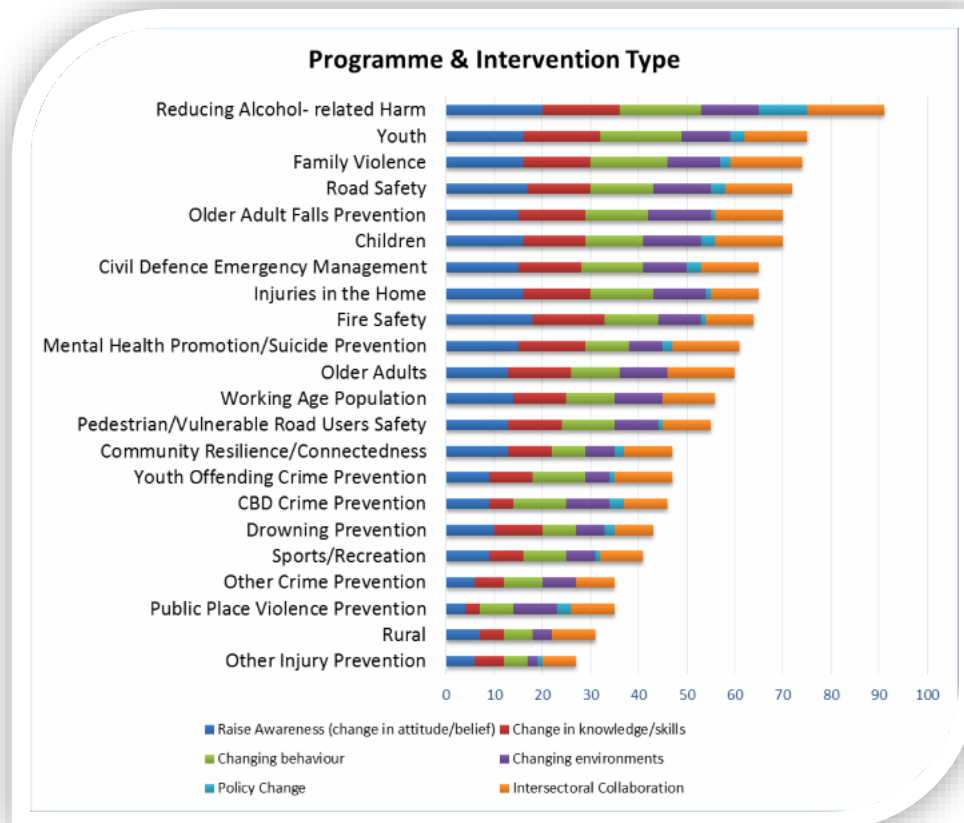 Programme & Intervention Type
Reducing Alcohol- related Harm
Youth
Family Violence
Road Safety
Older Adult Falls Prevention
Children
Civil Defence Emergency Management
Injuries in the Home
Fire Safety
Mental Health Promotion/Suicide Prevention
Older Adults
Working Age Population
Pedestrian/Vulnerable Road Users Safety
Community Resilience/Connectedness
Youth Offending Crime Prevention
CBD Crime Prevention
Drowning Prevention
Sports/Recreation
Other Crime Prevention
Public Place Violence Prevention
Rural
Other Injury Prevention
0 10 20 30 40 50 60 70 80 90 100
Raise Awareness (change in attitude/belief) Change in knowledge/skills
Changing behaviour Changing environments
Policy Change Intersectoral Collaboration